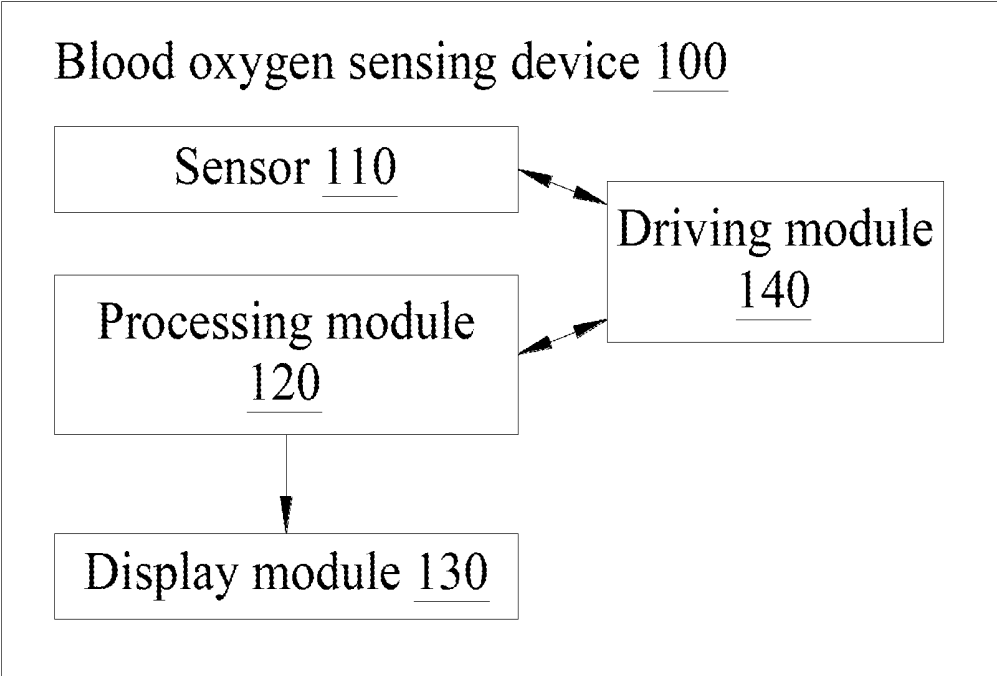 Blood oxygen sensing device 100
Sensor 110
Driving module
140
Processing module
120
Display module 130